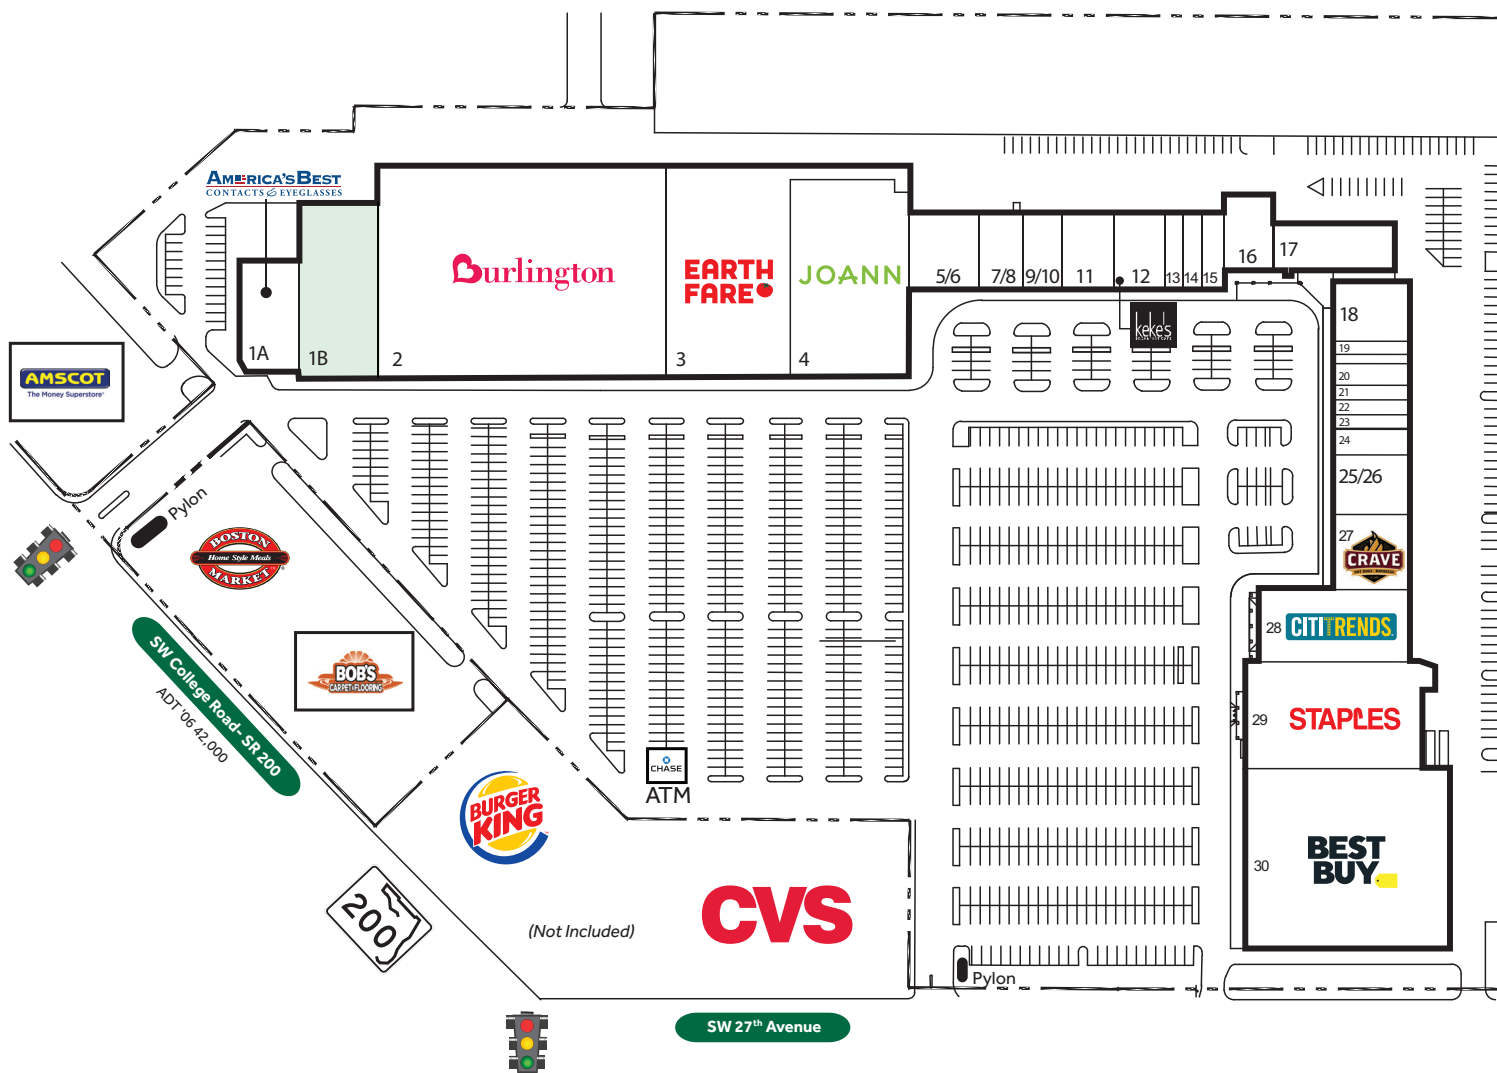 AMERICA'S BEST
CONTACTS & EYEGLASSES
1A
1B
2
Burlington
3
EARTH
FARE
4
JOANN
5/6
7/8
9/10
11
12
13
14
15
16
17
kekes
18
19
20
21
22
23
24
25/26
27
CRAVE
28
CITI TRENDS
29
STAPLES
30
BEST
BUY
AMSCOT
The Money Superstore
Pylon
BOSTON
Home Style Meals
MARKET
BOB'S
CARPET & FLOORING
SW College Road- SR 200
ADT '06 42,000
CHASE
ATM
BURGER
KING
200
(Not Included)
CVS
Pylon
SW 27th Avenue